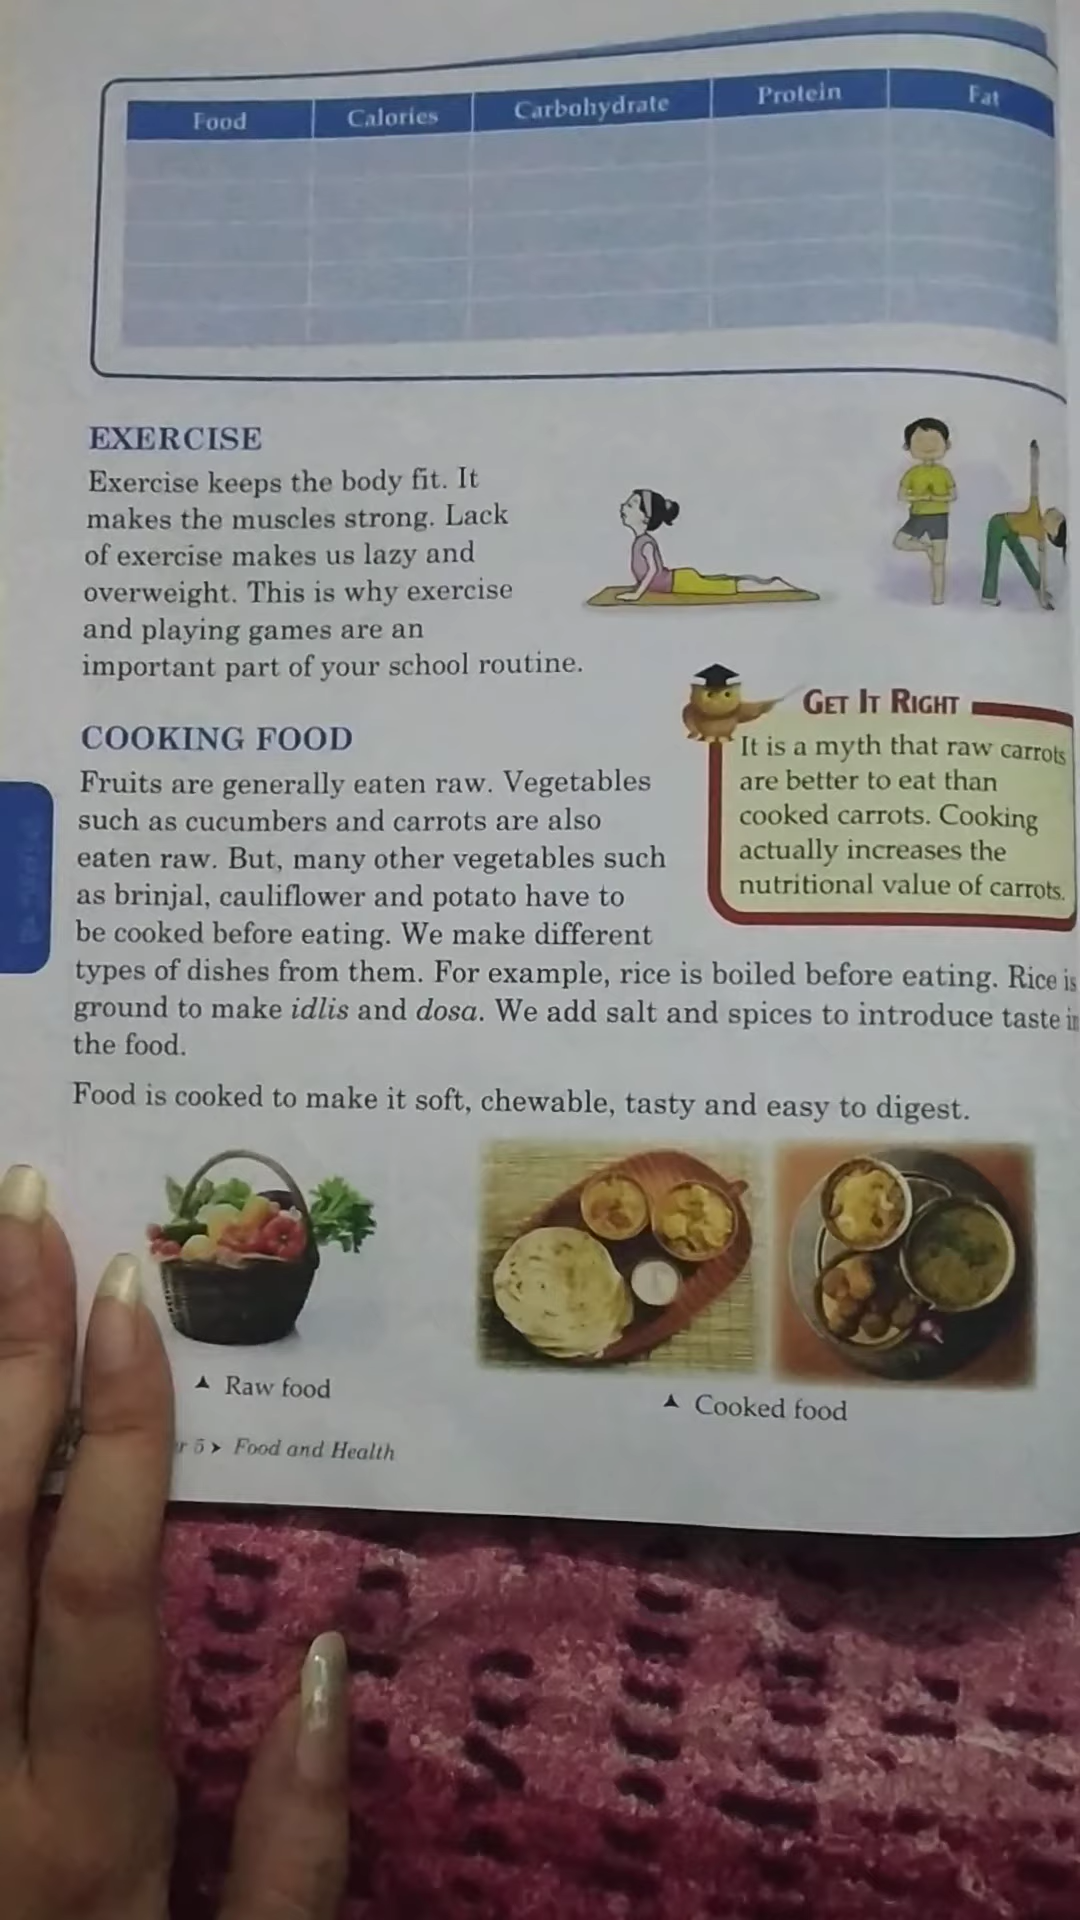 Food Calories Carbohydrate Protein Fat
EXERCISE
Exercise keeps the body fit. It
makes the muscles strong. Lack
of exercise makes us lazy and
overweight. This is why exercise
and playing games are an
important part of your school routine.
GET IT RIGHT
It is a myth that raw carrots
are better to eat than
cooked carrots. Cooking
actually increases the
nutritional value of carrots.
COOKING FOOD
Fruits are generally eaten raw. Vegetables
such as cucumbers and carrots are also
eaten raw. But, many other vegetables such
as brinjal, cauliflower and potato have to
be cooked before eating. We make different
types of dishes from them. For example, rice is boiled before eating. Rice is
ground to make idlis and dosa. We add salt and spices to introduce taste in
the food.
Food is cooked to make it soft, chewable, tasty and easy to digest.
Raw food
Cooked food
r 5 > Food and Health